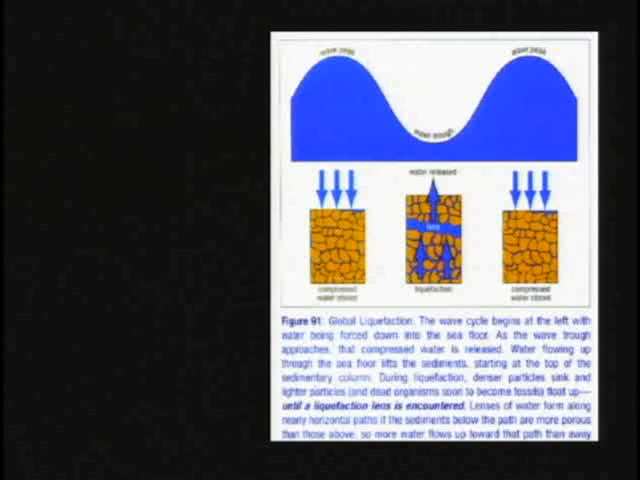 wave peak wave peak
water trough
water released
lens
compressed liquefaction compressed
water stored water stored
Figure 91: Global Liquefaction. The wave cycle begins at the left with
water being forced down into the sea floor. As the wave trough
approaches, that compressed water is released. Water flowing up
through the sea floor lifts the sediments, starting at the top of the
sedimentary column. During liquefaction, denser particles sink and
lighter particles (and dead organisms soon to become fossils) float up—
until a liquefaction lens is encountered. Lenses of water form along
nearly horizontal paths if the sediments below the path are more porous
than those above, so more water flows up toward that path than away